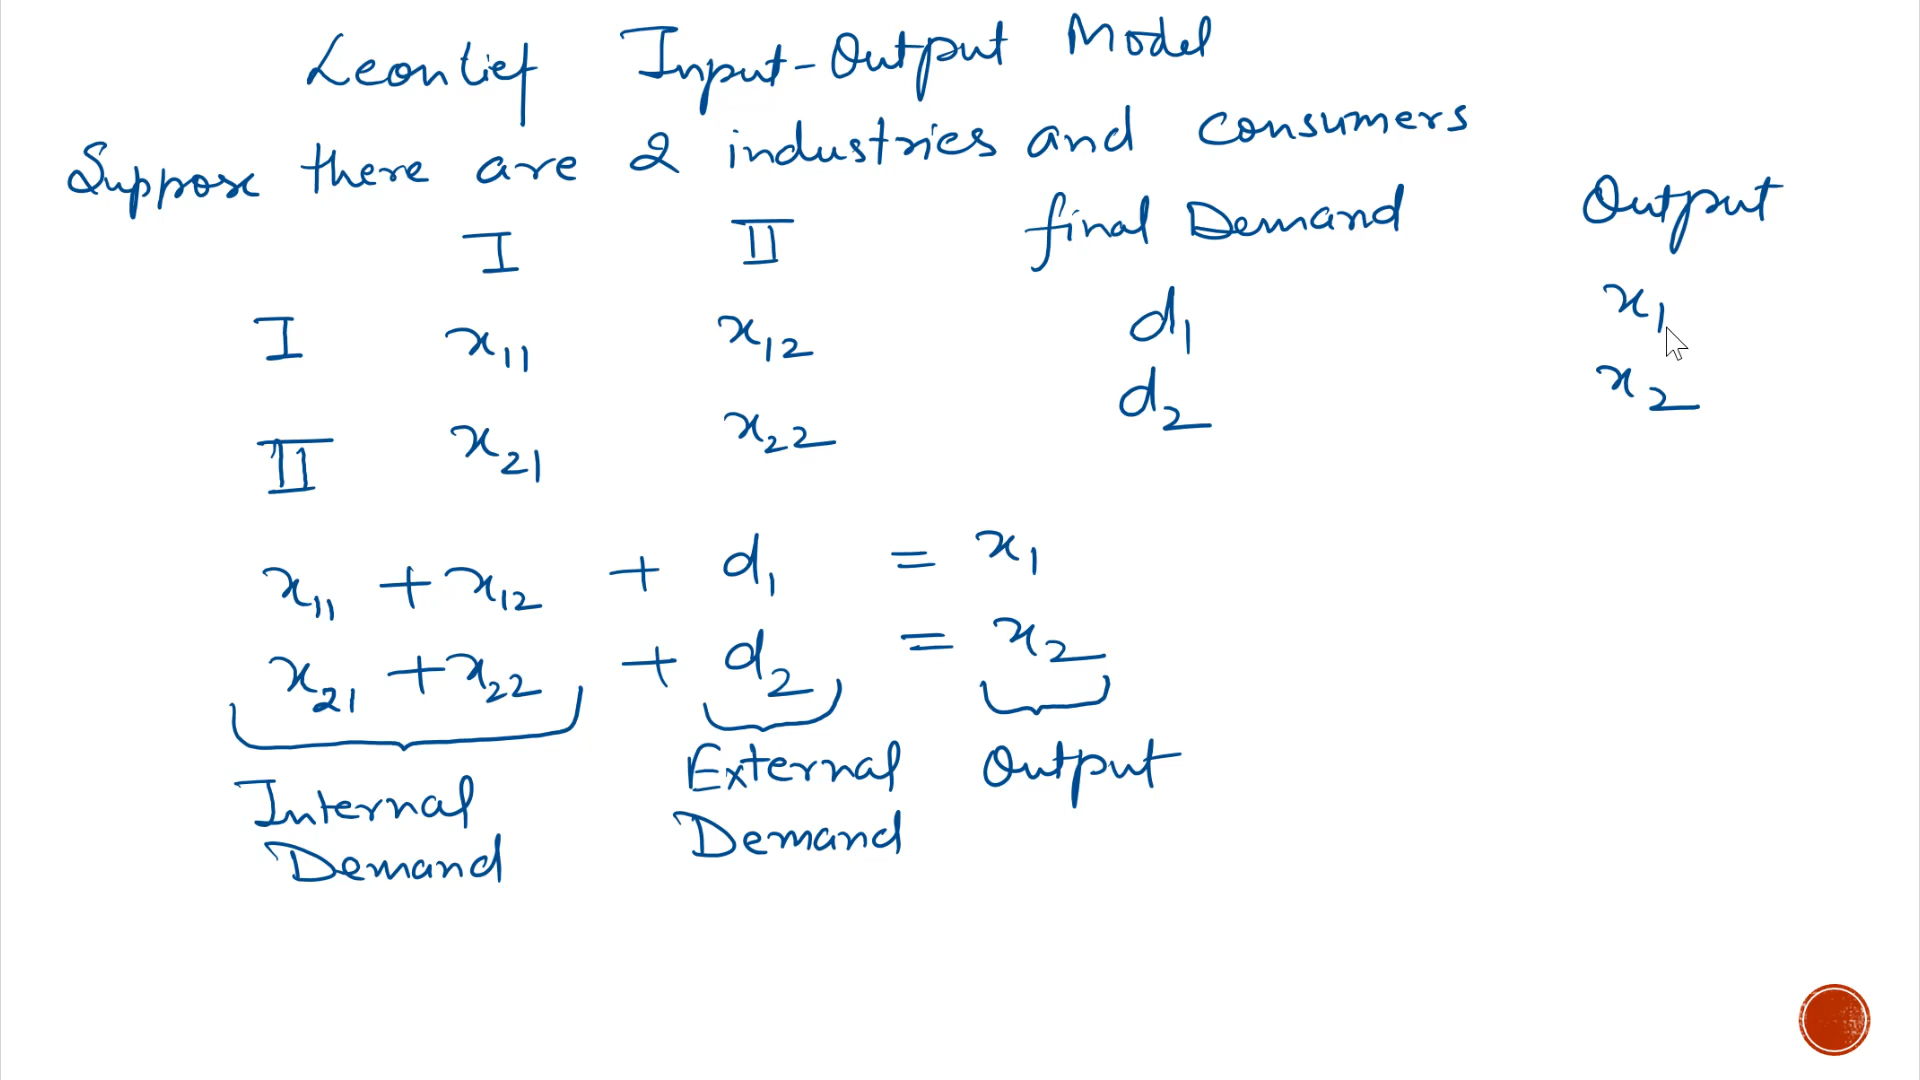 Leontief Input-Output Model
Suppose there are 2 industries and consumers
I II final Demand Output
I x₁₁ x₁₂ d₁ x₁
II x₂₁ x₂₂ d₂ x₂
x₁₁ + x₁₂ + d₁ = x₁
x₂₁ + x₂₂ + d₂ = x₂
Internal Demand
External Demand
Output